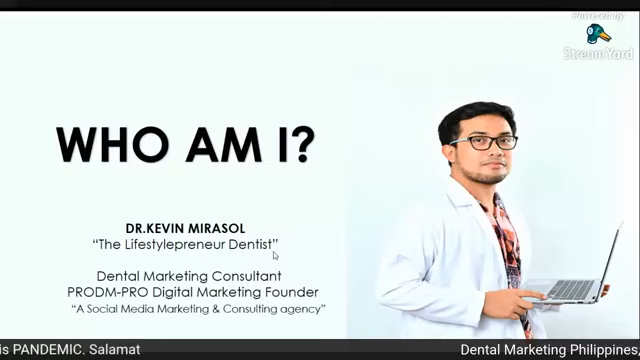 Powered by
StreamYard
WHO AM I?
DR.KEVIN MIRASOL
“The Lifestylepreneur Dentist”
Dental Marketing Consultant
PRODM-PRO Digital Marketing Founder
“A Social Media Marketing & Consulting agency”
is PANDEMIC. Salamat
Dental Marketing Philippines